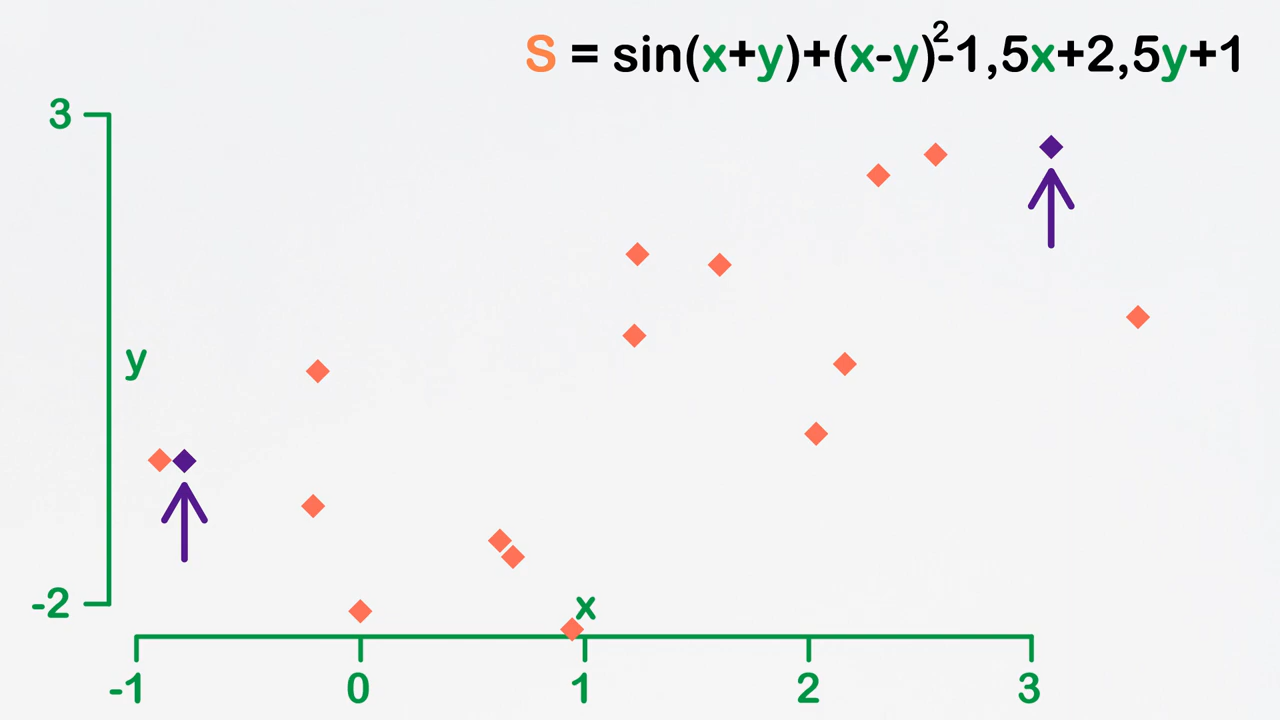 S = sin(x+y)+(x-y)²-1,5x+2,5y+1
3
y
-2
x
-1 0 1 2 3